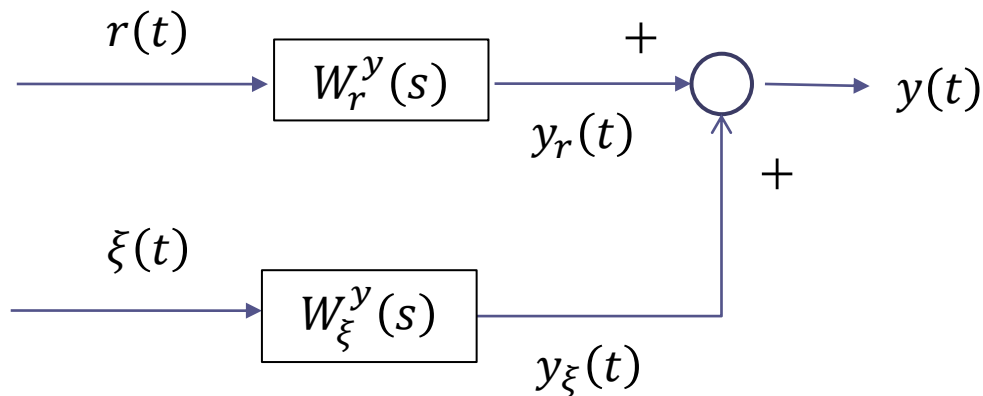 r(t)
W_r^y(s)
+
y_r(t)
y(t)
+
ξ(t)
W_ξ^y(s)
y_ξ(t)